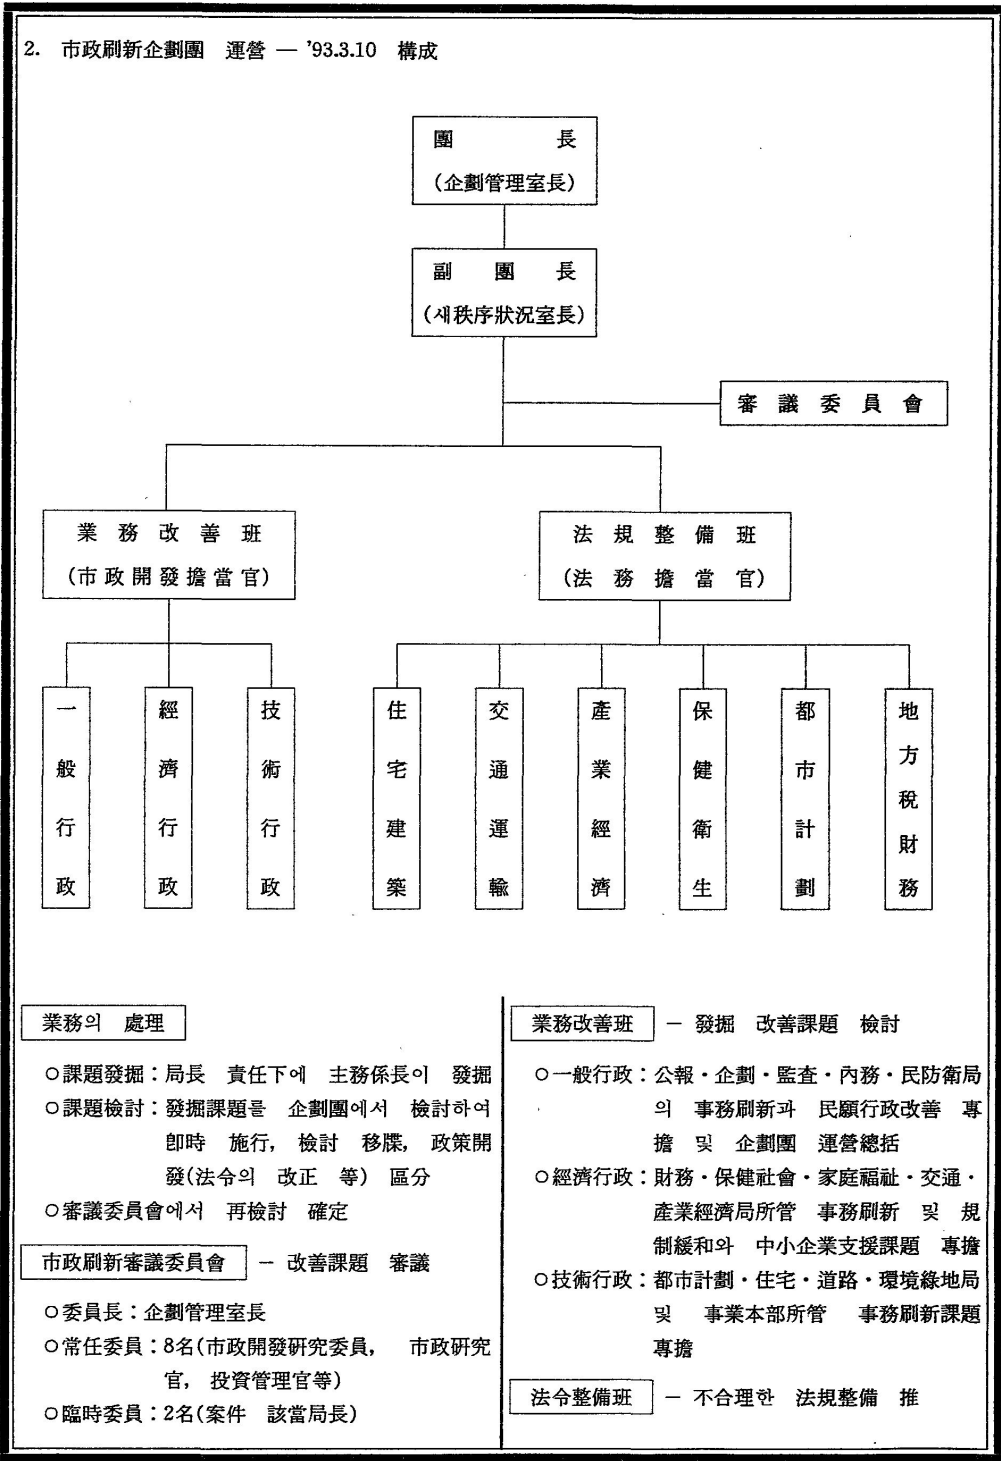 2. 市政刷新企劃團 運營 — '93.3.10 構成
團 長
(企劃管理室長)
副 團 長
(새秩序狀況室長)
審 議 委 員 會
業 務 改 善 班
(市政開發擔當官)
法 規 整 備 班
(法 務 擔 當 官)
一般行政
經濟行政
技術行政
住宅建築
交通運輸
產業經濟
保健衛生
都市計劃
地方稅財務
業務의 處理
○課題發掘：局長 責任下에 主務係長이 發掘
○課題檢討：發掘課題를 企劃團에서 檢討하여
卽時 施行, 檢討 移牒, 政策開
發(法令의 改正 等) 區分
○審議委員會에서 再檢討 確定
市政刷新審議委員會 — 改善課題 審議
○委員長：企劃管理室長
○常任委員：8名(市政開發硏究委員, 市政硏究
官, 投資管理官等)
○臨時委員：2名(案件 該當局長)
業務改善班 — 發掘 改善課題 檢討
○一般行政：公報・企劃・監査・內務・民防衛局
의 事務刷新과 民願行政改善 專
擔 및 企劃團 運營總括
○經濟行政：財務・保健社會・家庭福祉・交通・
產業經濟局所管 事務刷新 및 規
制緩和와 中小企業支援課題 專擔
○技術行政：都市計劃・住宅・道路・環境綠地局
및 事業本部所管 事務刷新課題
專擔
法令整備班 — 不合理한 法規整備 推